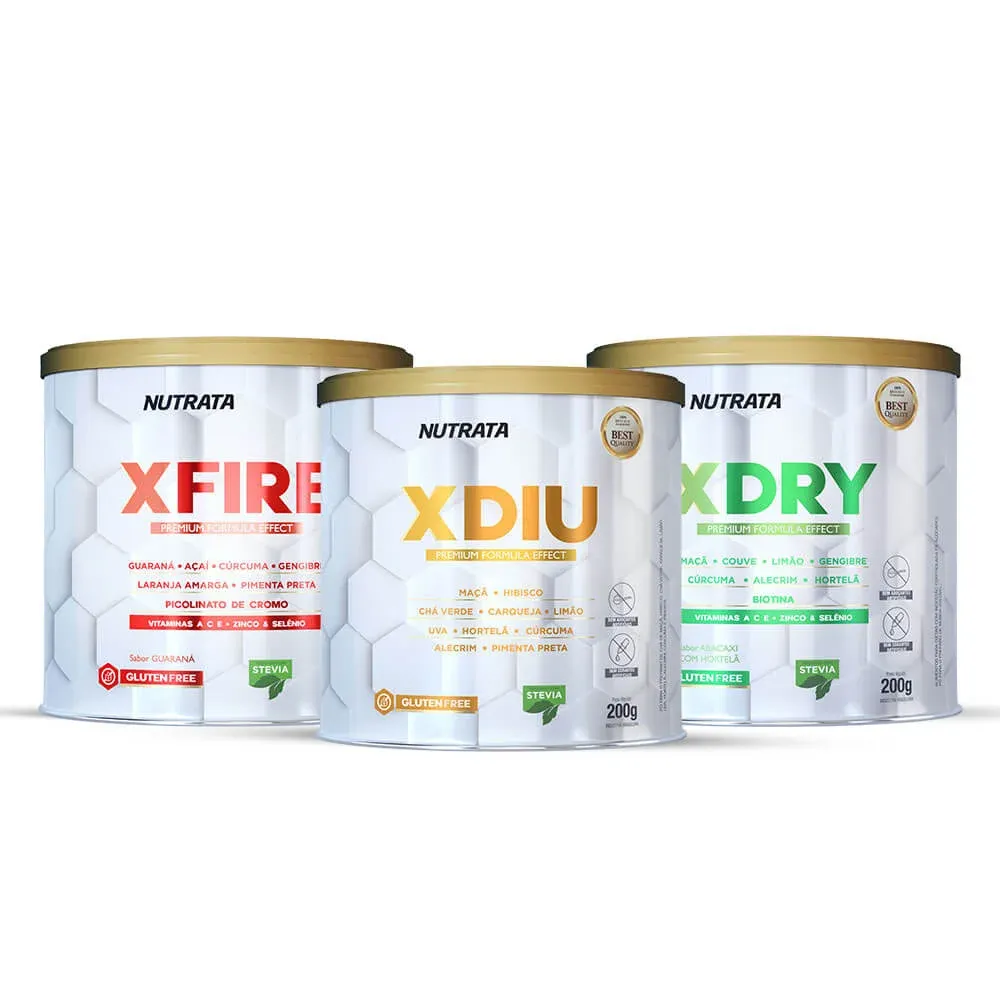 NUTRATA
XFIRE
PREMIUM FORMULA EFFECT
GUARANÁ • AÇAÍ • CÚRCUMA • GENGIBRE
LARANJA AMARGA • PIMENTA PRETA
PICOLINATO DE CROMO
VITAMINAS A C E • ZINCO & SELÊNIO
Sabor GUARANÁ
GLUTEN FREE
STEVIA
NUTRATA
BEST
QUALITY
XDIU
PREMIUM FORMULA EFFECT
MAÇÃ • HIBISCO
CHÁ VERDE • CARQUEJA • LIMÃO
UVA • HORTELÃ • CÚRCUMA
ALECRIM • PIMENTA PRETA
GLUTEN FREE
STEVIA
200g
NUTRATA
BEST
QUALITY
XDRY
PREMIUM FORMULA EFFECT
MAÇÃ • COUVE • LIMÃO • GENGIBRE
CÚRCUMA • ALECRIM • HORTELÃ
BIOTINA
VITAMINAS A C E • ZINCO & SELÊNIO
Sabor ABACAXI
COM HORTELÃ
GLUTEN FREE
STEVIA
200g